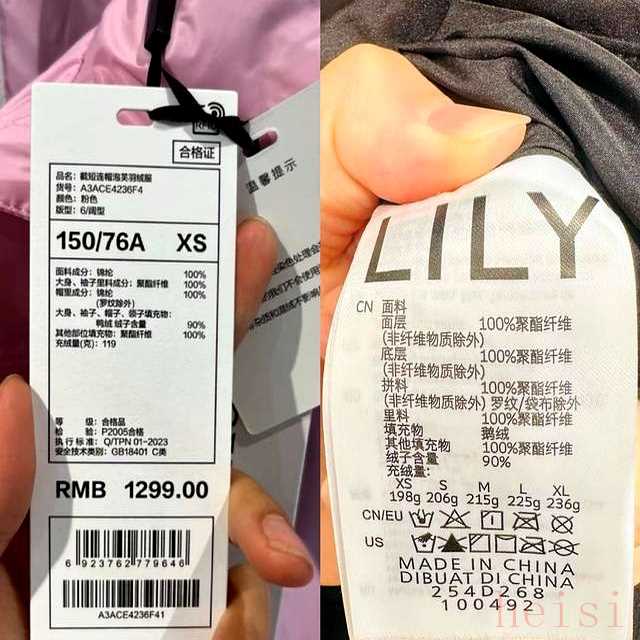 合格证
品名: 截短连帽泡芙羽绒服
货号: A3ACE4236F4
颜色: 粉色
版型: 6/阔型
150/76A XS
面料成分: 锦纶 100%
大身、袖子里料成分: 聚酯纤维 100%
帽里成分: 锦纶 100%
(罗纹除外)
大身、袖子、帽子、领子填充物:
鸭绒 绒子含量 90%
其他部位填充物: 聚酯纤维 100%
充绒量(克): 119
等 级: 合格品
检 验: P2005合格
执行标准: Q/TPN 01-2023
安全技术类别: GB18401 C类
RMB 1299.00
6 923762 779646
A3ACE4236F41
温馨提示
LILY
CN 面料
面层 100%聚酯纤维
(非纤维物质除外)
底层 100%聚酯纤维
(非纤维物质除外)
拼料 100%聚酯纤维
(非纤维物质除外) 罗纹/袋布除外
里料 100%聚酯纤维
填充物 鹅绒
其他填充物 100%聚酯纤维
绒子含量 90%
充绒量:
XS S M L XL
198g 206g 215g 225g 236g
CN/EU
US
MADE IN CHINA
DIBUAT DI CHINA
254D268
100492
heisi